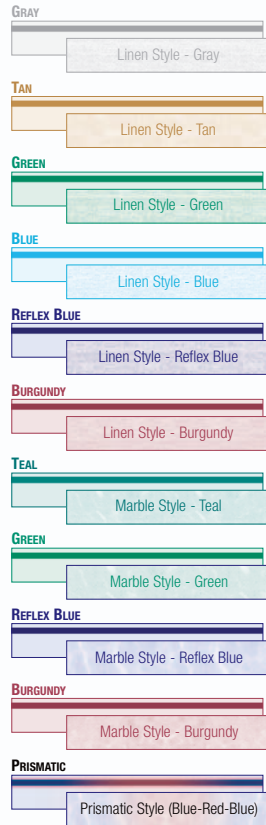 GRAY
Linen Style - Gray
TAN
Linen Style - Tan
GREEN
Linen Style - Green
BLUE
Linen Style - Blue
REFLEX BLUE
Linen Style - Reflex Blue
BURGUNDY
Linen Style - Burgundy
TEAL
Marble Style - Teal
GREEN
Marble Style - Green
REFLEX BLUE
Marble Style - Reflex Blue
BURGUNDY
Marble Style - Burgundy
PRISMATIC
Prismatic Style (Blue-Red-Blue)